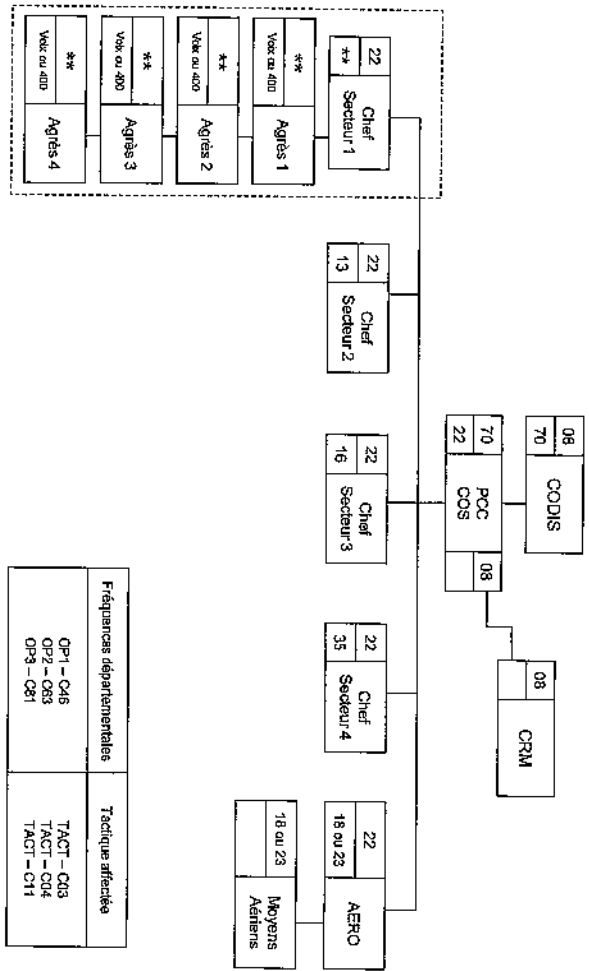 08
70
CODIS
08
CRM
70
22
PCC
COS
08
22
**
Chef
Secteur 1
22
13
Chef
Secteur 2
22
16
Chef
Secteur 3
22
35
Chef
Secteur 4
22
18 ou 23
AERO
**
Voix ou 400
Agrès 1
**
Voix ou 400
Agrès 2
**
Voix ou 400
Agrès 3
**
Voix ou 400
Agrès 4
18 ou 23
Moyens
Aériens
Fréquences départementales
Tactique affectée
OP1 – C46
OP2 – C63
OP3 – C81
TACT – C03
TACT – C04
TACT – C11